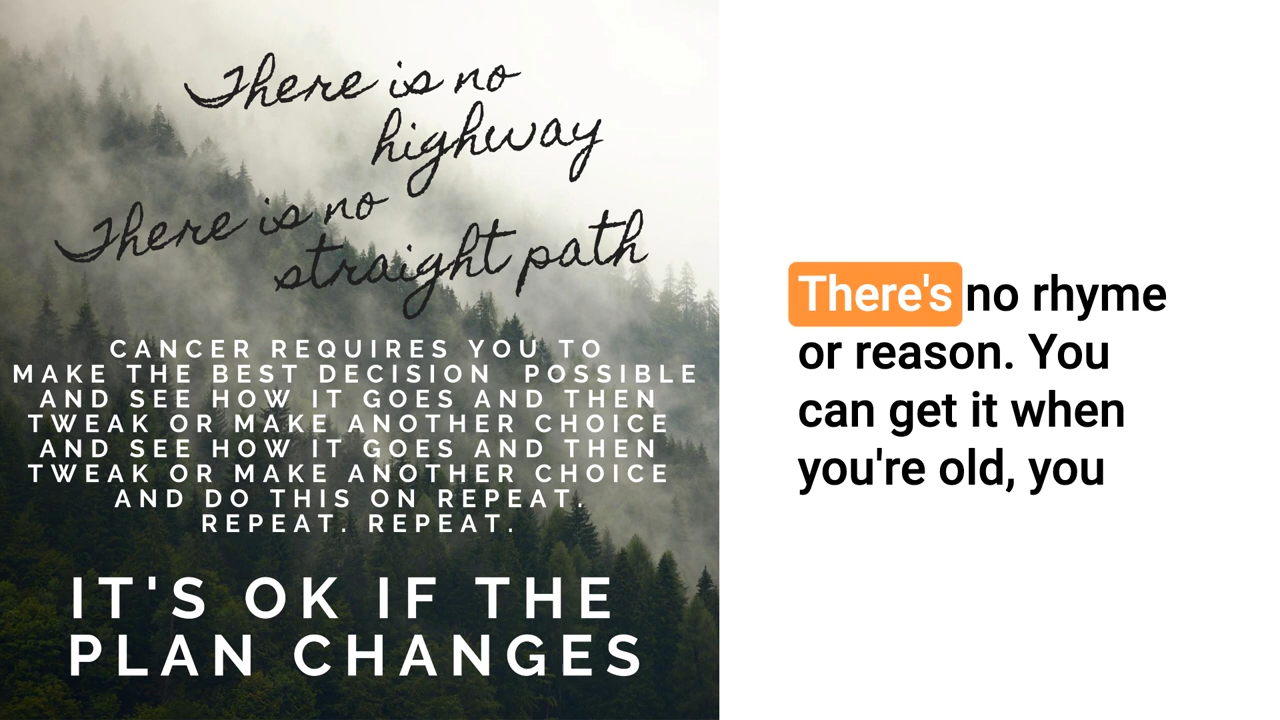 There is no
highway
There is no
straight path
CANCER REQUIRES YOU TO
MAKE THE BEST DECISION POSSIBLE
AND SEE HOW IT GOES AND THEN
TWEAK OR MAKE ANOTHER CHOICE
AND SEE HOW IT GOES AND THEN
TWEAK OR MAKE ANOTHER CHOICE
AND DO THIS ON REPEAT.
REPEAT. REPEAT.
IT'S OK IF THE
PLAN CHANGES
There's no rhyme
or reason. You
can get it when
you're old, you